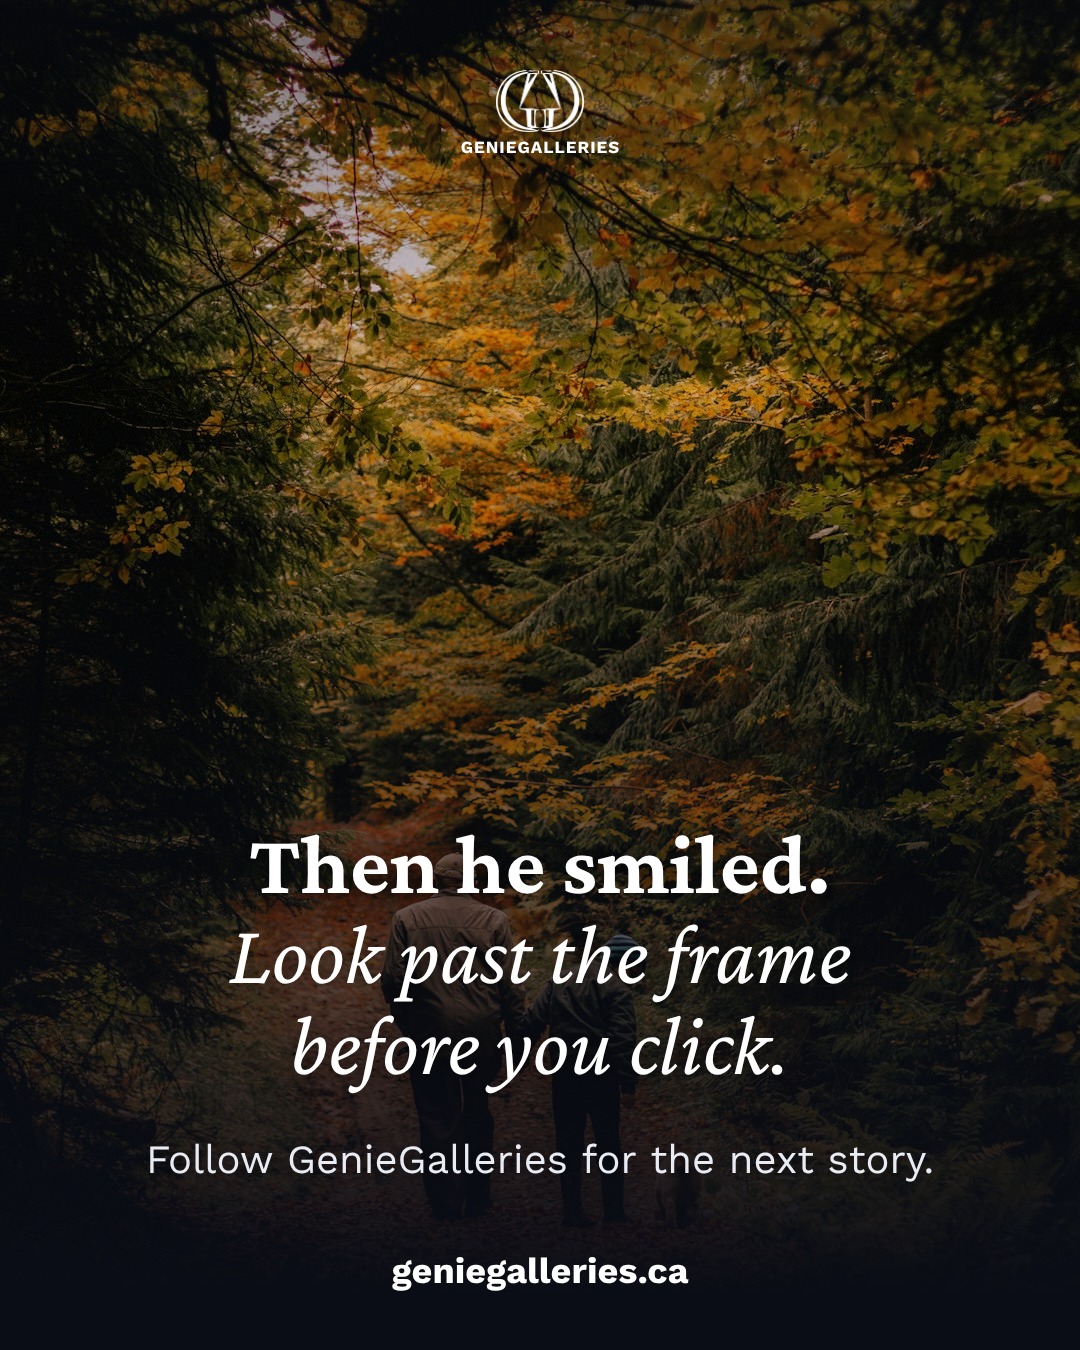 GENIEGALLERIES
Then he smiled.
Look past the frame
before you click.
Follow GenieGalleries for the next story.
geniegalleries.ca